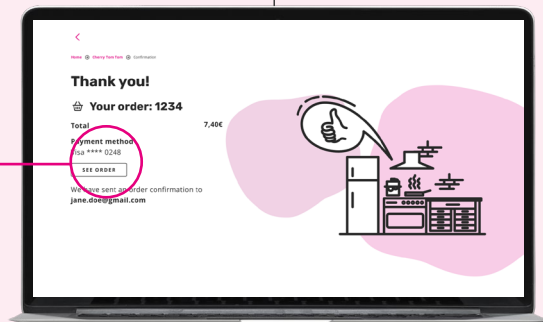 Home Cherry Yam Yam Confirmation
Thank you!
Your order: 1234
Total 7,40€
Payment method
Visa **** 0248
SEE ORDER
We have sent an order confirmation to
jane.doe@gmail.com